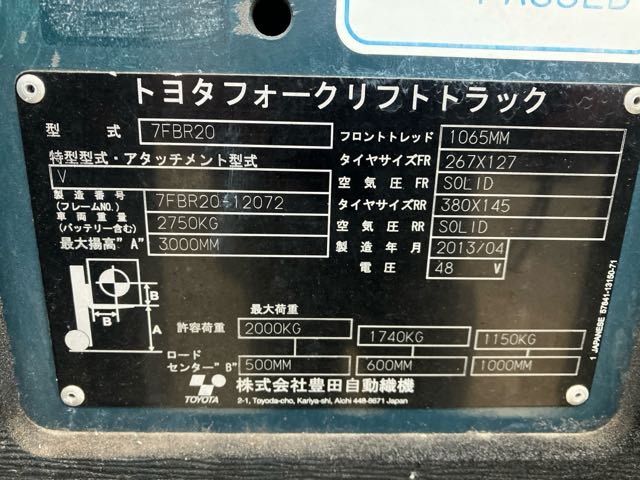 PASSED
トヨタフォークリフトトラック
型 式 7FBR20
特型型式・アタッチメント型式
V
製造番号
(フレームNO.) 7FBR20-12072
車両重量
(バッテリー含む) 2750KG
最大揚高"A" 3000MM
フロントトレッド 1065MM
タイヤサイズFR 267X127
空気圧 FR SOLID
タイヤサイズRR 380X145
空気圧 RR SOLID
製造年月 2013/04
電圧 48 V
B
B
A
最大荷重
許容荷重 2000KG 1740KG 1150KG
ロード
センター"B" 500MM 600MM 1000MM
TOYOTA
株式会社豊田自動織機
2-1, Toyoda-cho, Kariya-shi, Aichi 448-8671 Japan
1 JAPANESE 57841-13150-71